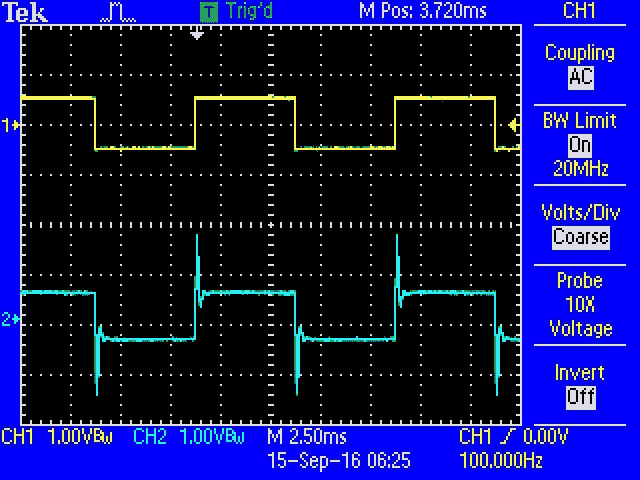 Tek T Trig'd M Pos: 3.720ms CH1
Coupling
AC
1
BW Limit
On
20MHz
Volts/Div
Coarse
Probe
10X
Voltage
2
Invert
Off
CH1 1.00VBw CH2 1.00VBw M 2.50ms CH1 0.00V
15-Sep-16 06:25 100.000Hz